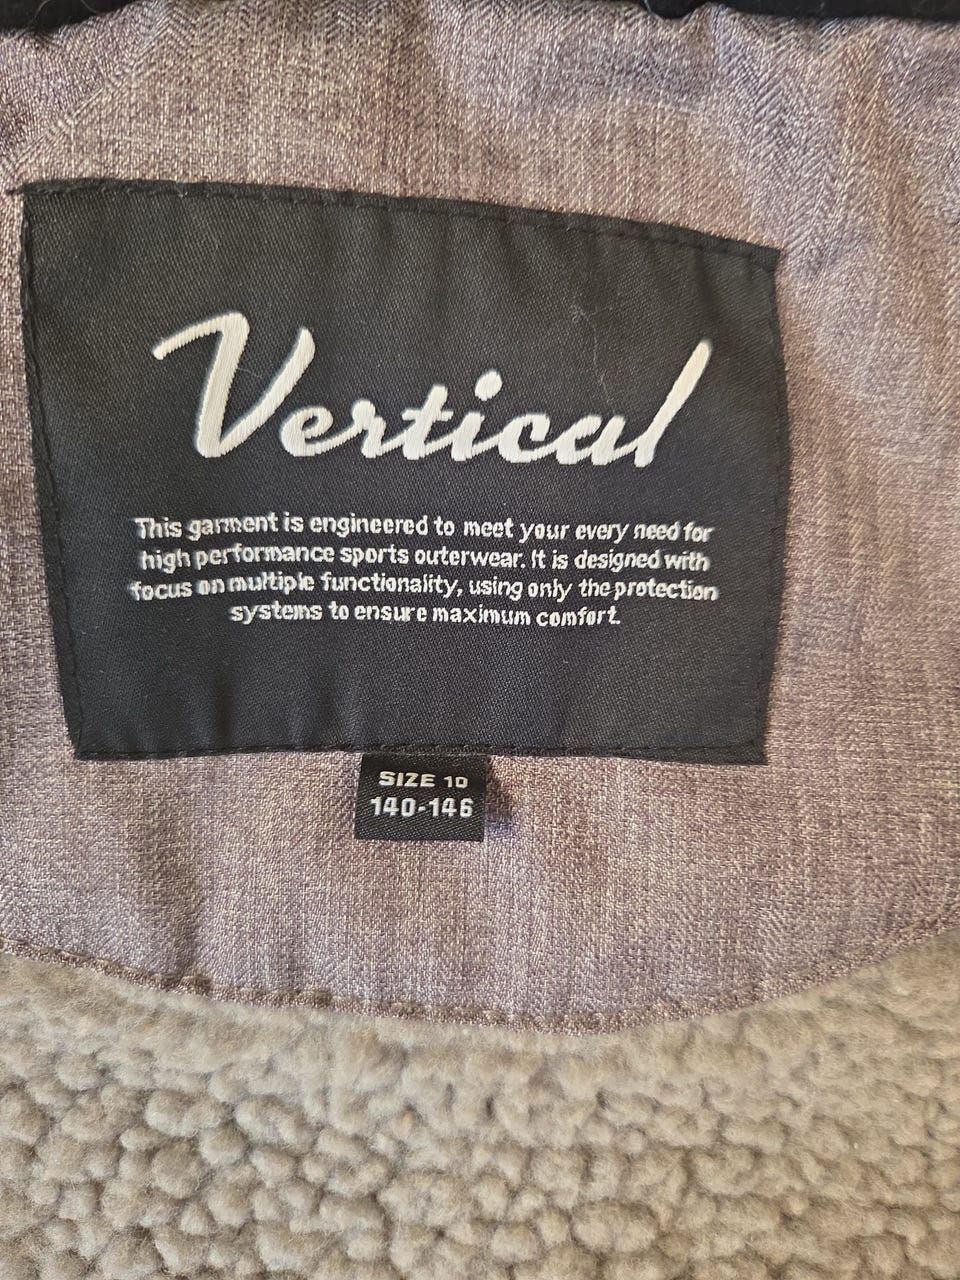 Vertical
This garment is engineered to meet your every need for
high performance sports outerwear. It is designed with
focus on multiple functionality, using only the protection
systems to ensure maximum comfort.
SIZE 10
140-146